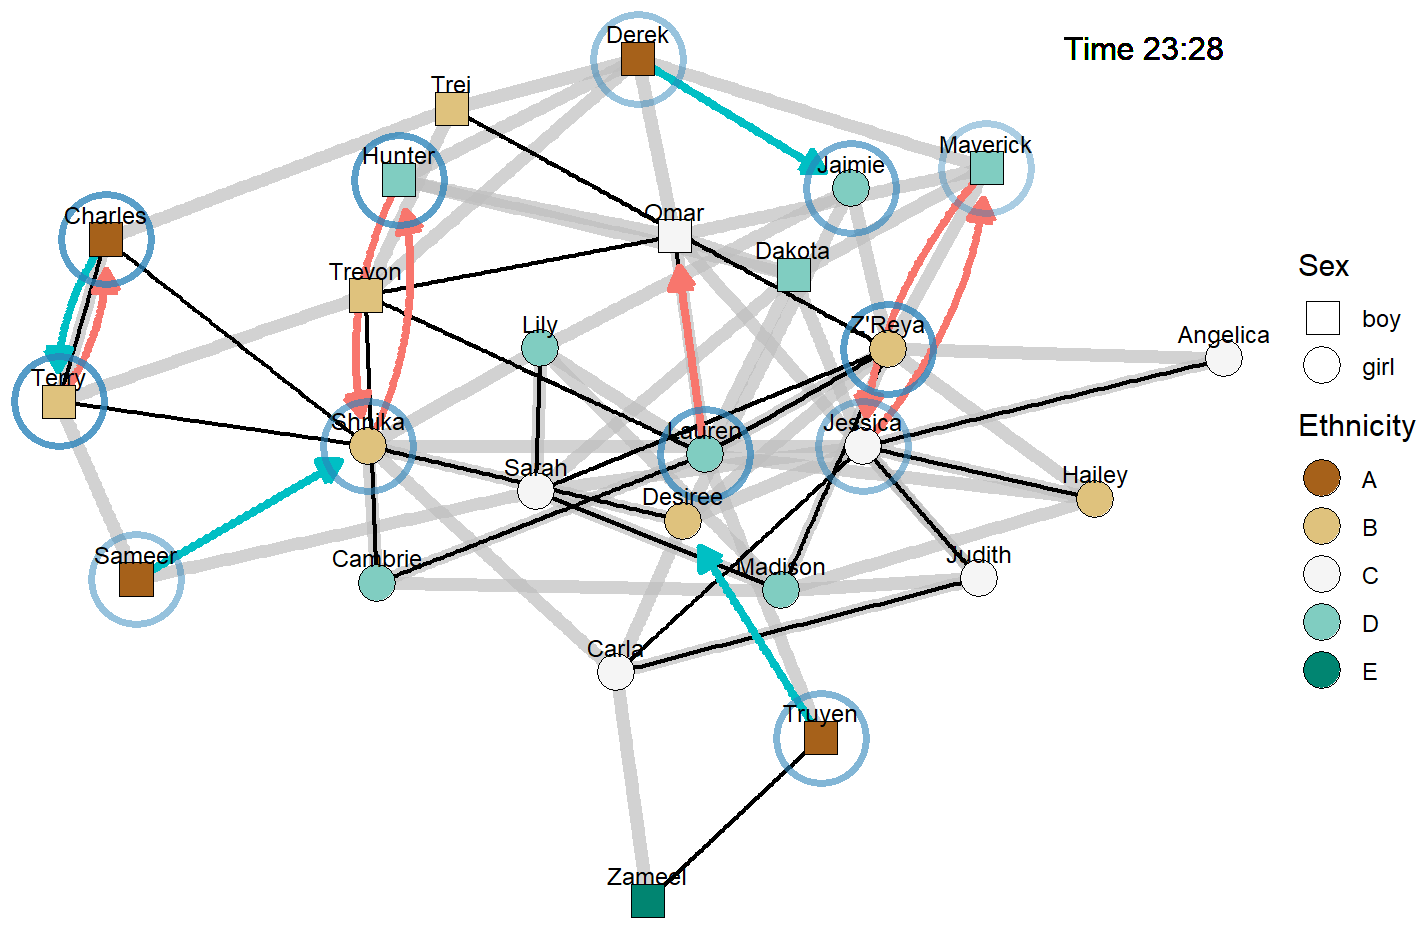 Derek
Time 23:28
Trei
Hunter
Jaimie
Maverick
Charles
Omar
Dakota
Trevon
Lily
Z'Reya
Angelica
Terry
Shnika
Lauren
Jessica
Sarah
Desiree
Hailey
Sameer
Cambrie
Madison
Judith
Carla
Truyen
Zameel
Sex
boy
girl
Ethnicity
A
B
C
D
E